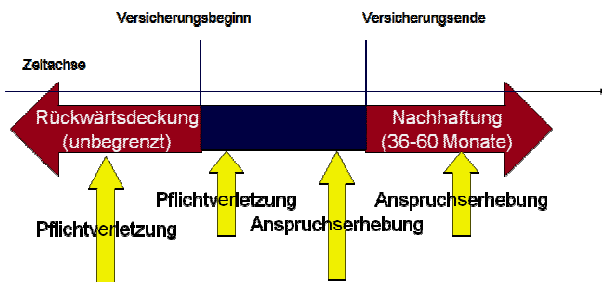 Versicherungsbeginn
Versicherungsende
Zeitachse
Rückwärtsdeckung
(unbegrenzt)
Nachhaftung
(36-60 Monate)
Pflichtverletzung
Pflichtverletzung
Anspruchserhebung
Anspruchserhebung